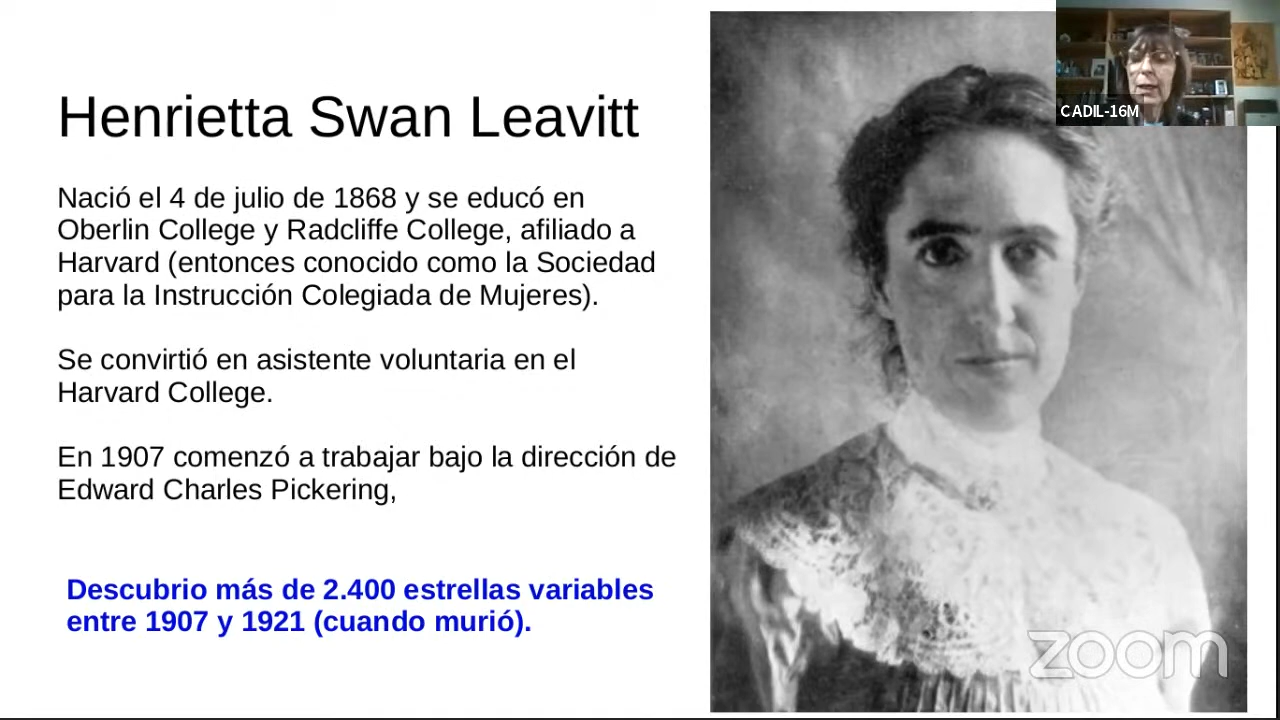 Henrietta Swan Leavitt
Nació el 4 de julio de 1868 y se educó en
Oberlin College y Radcliffe College, afiliado a
Harvard (entonces conocido como la Sociedad
para la Instrucción Colegiada de Mujeres).
Se convirtió en asistente voluntaria en el
Harvard College.
En 1907 comenzó a trabajar bajo la dirección de
Edward Charles Pickering,
Descubrio más de 2.400 estrellas variables
entre 1907 y 1921 (cuando murió).
CADIL-16M
zoom